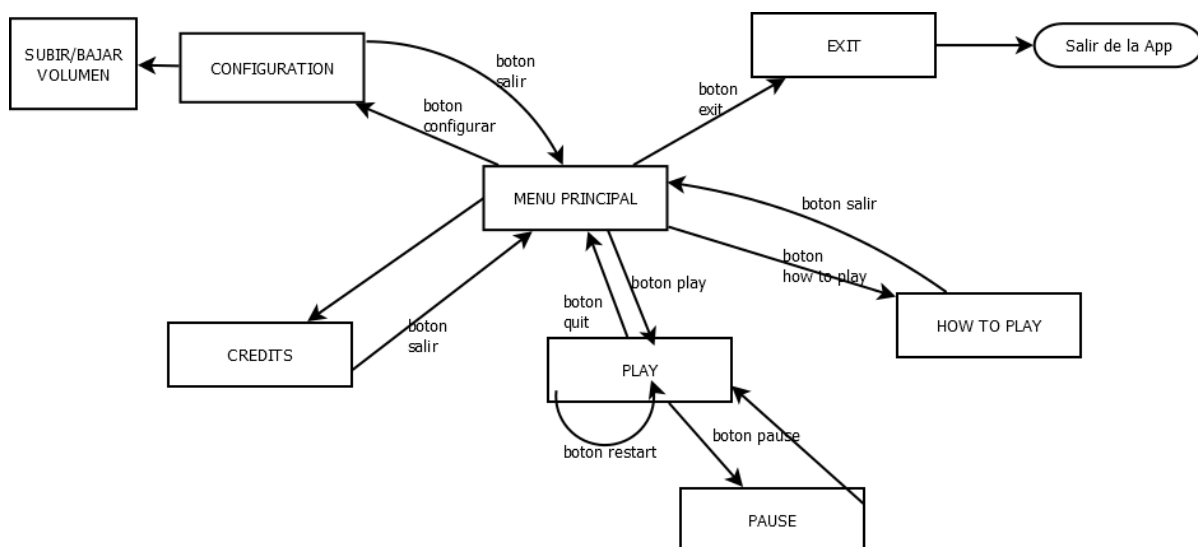 EXIT
Salir de la App
SUBIR/BAJAR
VOLUMEN
CONFIGURATION
boton
salir
boton
exit
boton
configurar
MENU PRINCIPAL
boton salir
boton
how to play
boton play
boton
quit
HOW TO PLAY
CREDITS
boton
salir
PLAY
boton pause
boton restart
PAUSE